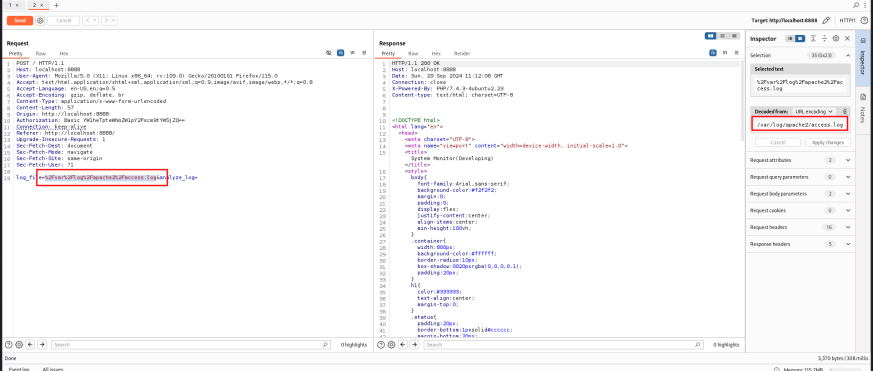 1 × 2 ×
Send Cancel < >
Target: http://localhost:8888 HTTP/1
Request
Pretty Raw Hex
1 POST / HTTP/1.1
2 Host: localhost:8888
3 User-Agent: Mozilla/5.0 (X11; Linux x86_64; rv:109.0) Gecko/20100101 Firefox/115.0
4 Accept: text/html,application/xhtml+xml,application/xml;q=0.9,image/avif,image/webp,*/*;q=0.8
5 Accept-Language: en-US,en;q=0.5
6 Accept-Encoding: gzip, deflate, br
7 Content-Type: application/x-www-form-urlencoded
8 Content-Length: 57
9 Origin: http://localhost:8888
10 Authorization: Basic
11 Connection: keep-alive
12 Referer: http://localhost:8888/
13 Upgrade-Insecure-Requests: 1
14 Sec-Fetch-Dest: document
15 Sec-Fetch-Mode: navigate
16 Sec-Fetch-Site: same-origin
17 Sec-Fetch-User: ?1
18
19 log_file=%2Fvar%2Flog%2Fapache2%2Faccess.log&analyze_log=
Search 0 highlights
Response
Pretty Raw Hex Render
1 HTTP/1.1 200 OK
2 Host: localhost:8888
3 Date: Sun, 29 Sep 2024 11:12:08 GMT
4 Connection: close
5 X-Powered-By: PHP/7.4.3-4ubuntu2.23
6 Content-type: text/html; charset=UTF-8
7
8
9
10 <!DOCTYPE html>
11 <html lang="en">
12 <head>
13 <meta charset="UTF-8">
14 <meta name="viewport" content="width=device-width, initial-scale=1.0">
15 <title>
System Monitor(Developing)
</title>
16 <style>
17 body{
18 font-family:Arial,sans-serif;
19 background-color:#f2f2f2;
20 margin:0;
21 padding:0;
22 display:flex;
23 justify-content:center;
24 align-items:center;
25 min-height:100vh;
26 }
27 .container{
28 width:800px;
29 background-color:#ffffff;
30 border-radius:10px;
31 box-shadow:0020pxrgba(0,0,0,0.1);
32 padding:20px;
33 }
34 h1{
35 color:#333333;
36 text-align:center;
37 margin-top:0;
38 }
39 .status{
40 padding:20px;
41 border-bottom:1pxsolid#cccccc;
42 margin-bottom:20px;
Search 0 highlights
Inspector
Selection 35 (0x23)
Selected text
%2Fvar%2Flog%2Fapache2%2Fac
cess.log
Decoded from: URL encoding
/var/log/apache2/access.log
Cancel Apply changes
Request attributes 2
Request query parameters 0
Request body parameters 2
Request cookies 0
Request headers 16
Response headers 5
Inspector
Notes
Done
3,370 bytes | 308 millis
Event log All issues
Memory: 115.7MB